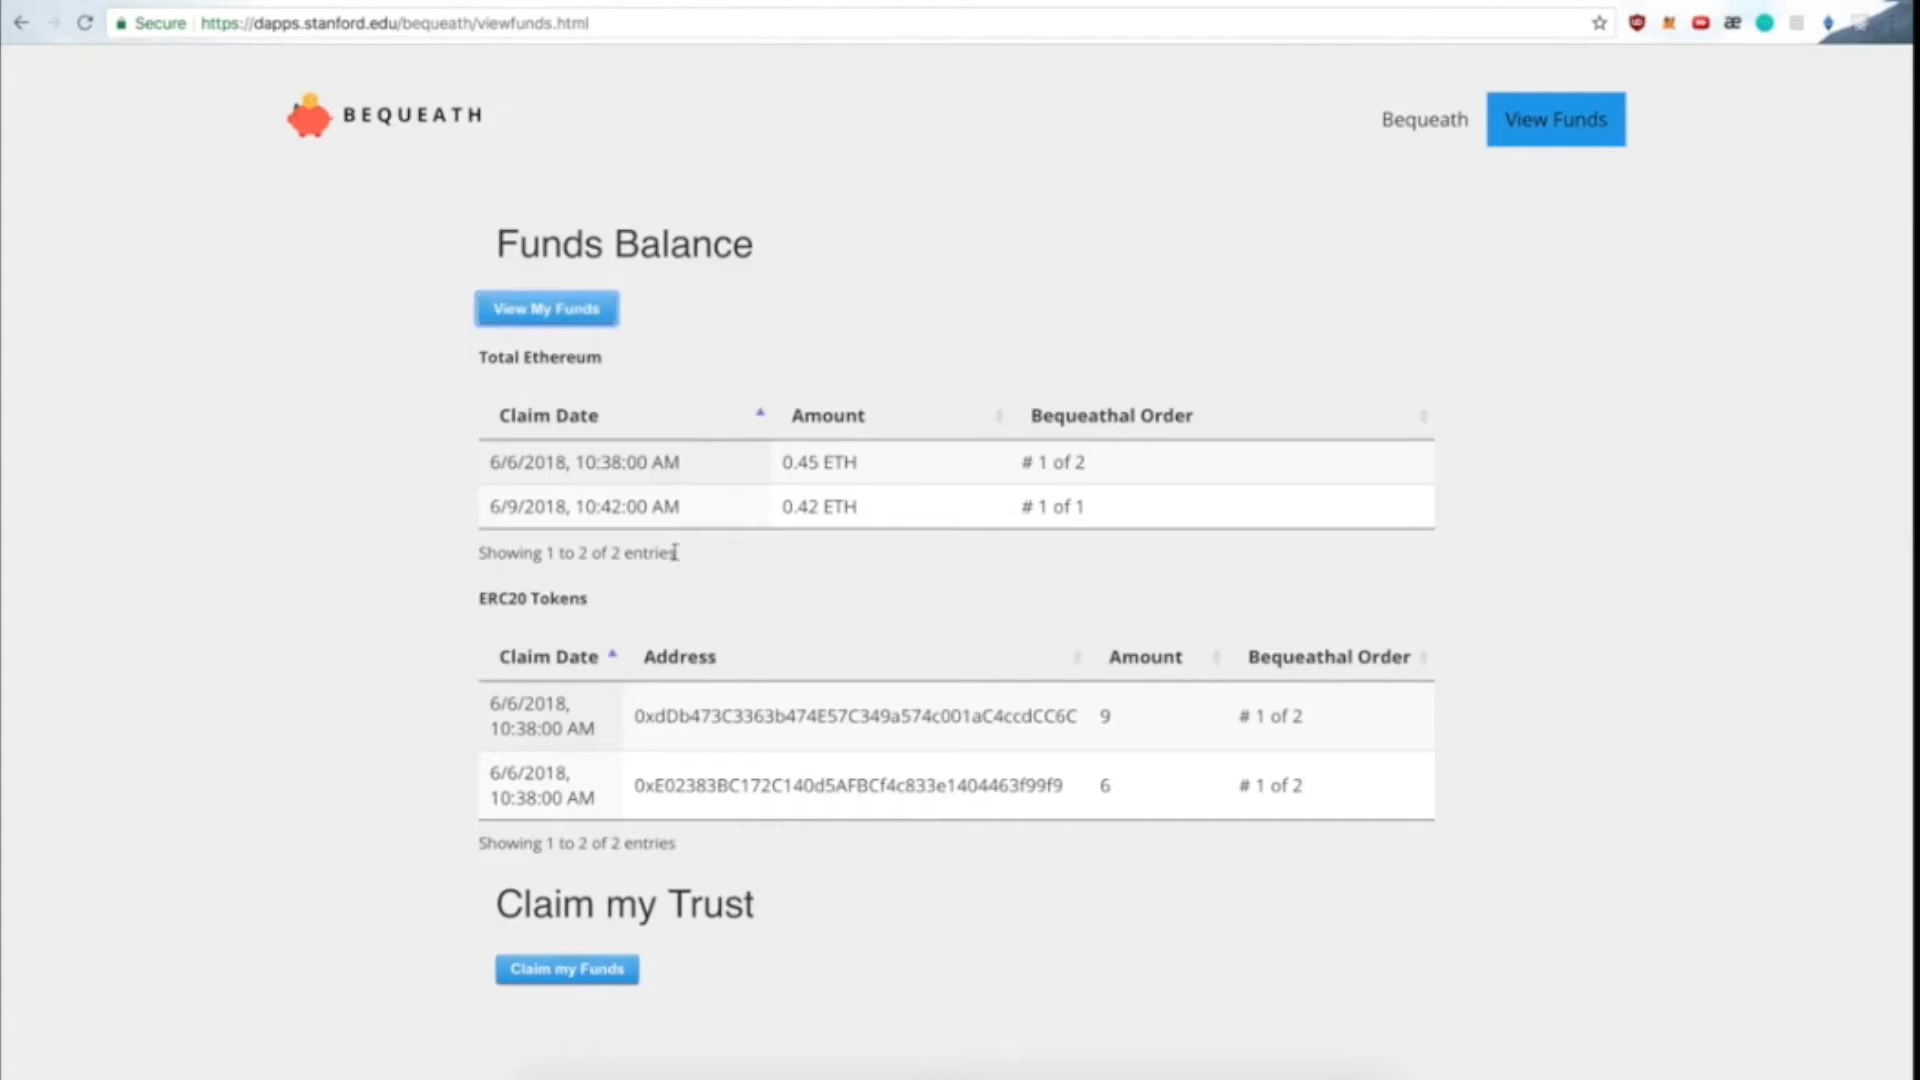 Secure https://dapps.stanford.edu/bequeath/viewfunds.html
BEQUEATH
Bequeath View Funds
Funds Balance
View My Funds
Total Ethereum
Claim Date Amount Bequeathal Order
6/6/2018, 10:38:00 AM 0.45 ETH # 1 of 2
6/9/2018, 10:42:00 AM 0.42 ETH # 1 of 1
Showing 1 to 2 of 2 entries
ERC20 Tokens
Claim Date Address Amount Bequeathal Order
6/6/2018,
10:38:00 AM 0xdDb473C3363b474E57C349a574c001aC4ccdCC6C 9 # 1 of 2
6/6/2018,
10:38:00 AM 0xE02383BC172C140d5AFBCf4c833e1404463f99f9 6 # 1 of 2
Showing 1 to 2 of 2 entries
Claim my Trust
Claim my Funds